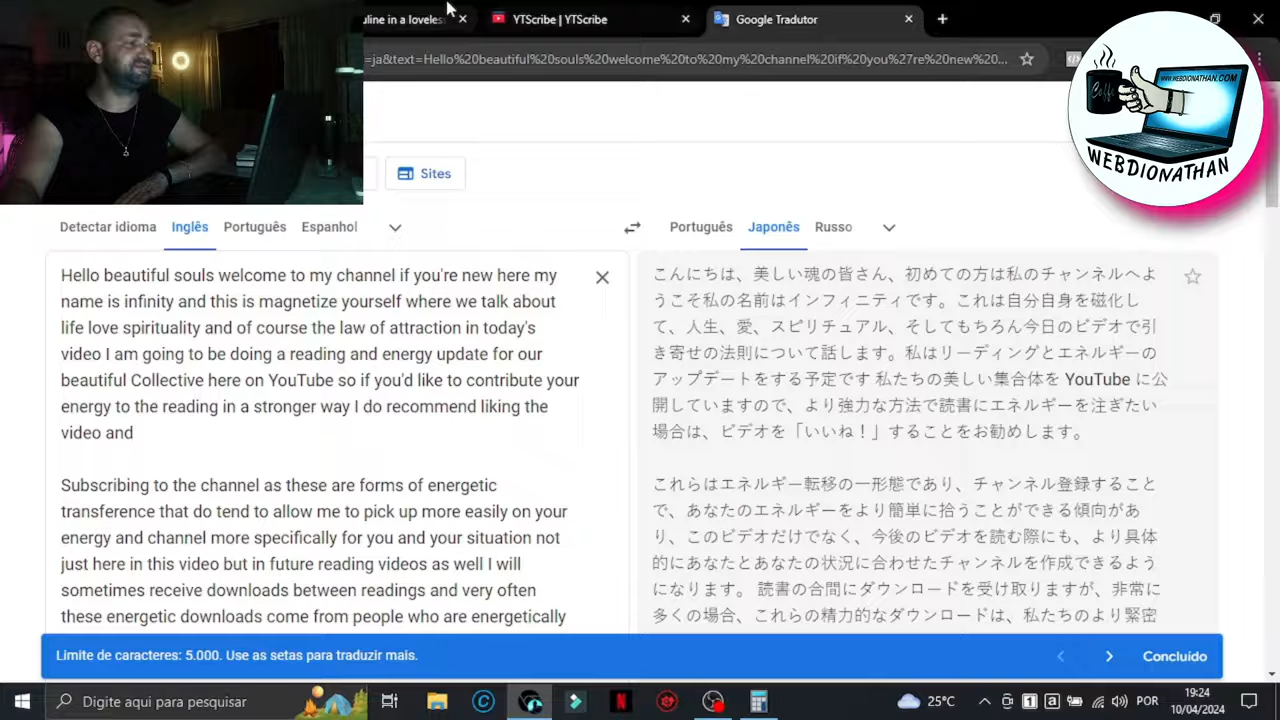 uline in a loveles
YTScribe | YTScribe
Google Tradutor
=ja&text=Hello%20beautiful%20souls%20welcome%20to%20my%20channel%20if%20you%27re%20new%20...
Coffe
WWW.WEBDIONATHAN.COM
WEBDIONATHAN
Sites
Detectar idioma Inglês Português Espanhol
Português Japonês Russo
Hello beautiful souls welcome to my channel if you're new here my
name is infinity and this is magnetize yourself where we talk about
life love spirituality and of course the law of attraction in today's
video I am going to be doing a reading and energy update for our
beautiful Collective here on YouTube so if you'd like to contribute your
energy to the reading in a stronger way I do recommend liking the
video and
Subscribing to the channel as these are forms of energetic
transference that do tend to allow me to pick up more easily on your
energy and channel more specifically for you and your situation not
just here in this video but in future reading videos as well I will
sometimes receive downloads between readings and very often
these energetic downloads come from people who are energetically
こんにちは、美しい魂の皆さん、初めての方は私のチャンネルへよ
うこそ私の名前はインフィニティです。これは自分自身を磁化し
て、人生、愛、スピリチュアル、そしてもちろん今日のビデオで引
き寄せの法則について話します。私はリーディングとエネルギーの
アップデートをする予定です 私たちの美しい集合体を YouTube に公
開していますので、より強力な方法で読書にエネルギーを注ぎたい
場合は、ビデオを「いいね！」することをお勧めします。
これらはエネルギー転移の一形態であり、チャンネル登録すること
で、あなたのエネルギーをより簡単に拾うことができる傾向があ
り、このビデオだけでなく、今後のビデオを読む際にも、より具体
的にあなたとあなたの状況に合わせたチャンネルを作成できるよう
になります。 読書の合間にダウンロードを受け取りますが、非常に
多くの場合、これらの精力的なダウンロードは、私たちのより緊密
Limite de caracteres: 5.000. Use as setas para traduzir mais.
Concluído
Digite aqui para pesquisar
25°C
POR
19:24
10/04/2024